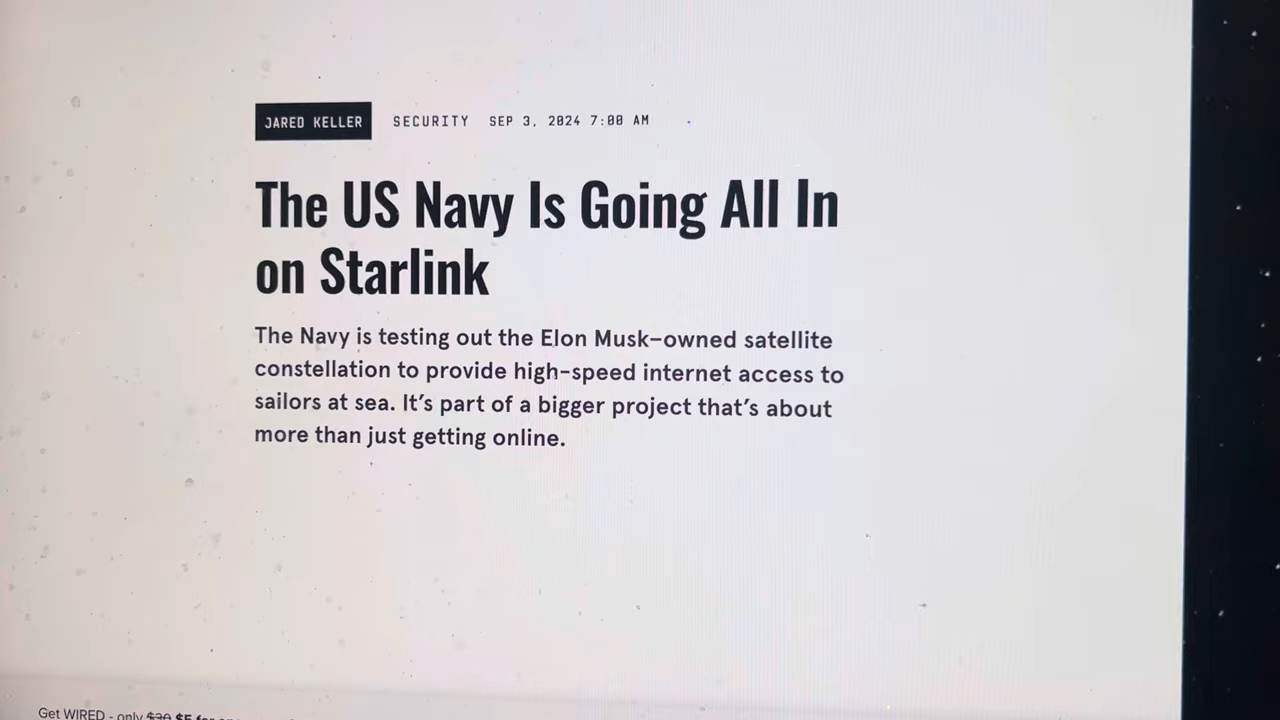 JARED KELLER SECURITY SEP 3, 2024 7:00 AM
The US Navy Is Going All In
on Starlink
The Navy is testing out the Elon Musk–owned satellite
constellation to provide high-speed internet access to
sailors at sea. It's part of a bigger project that's about
more than just getting online.
Get WIRED - only $30 $5 for